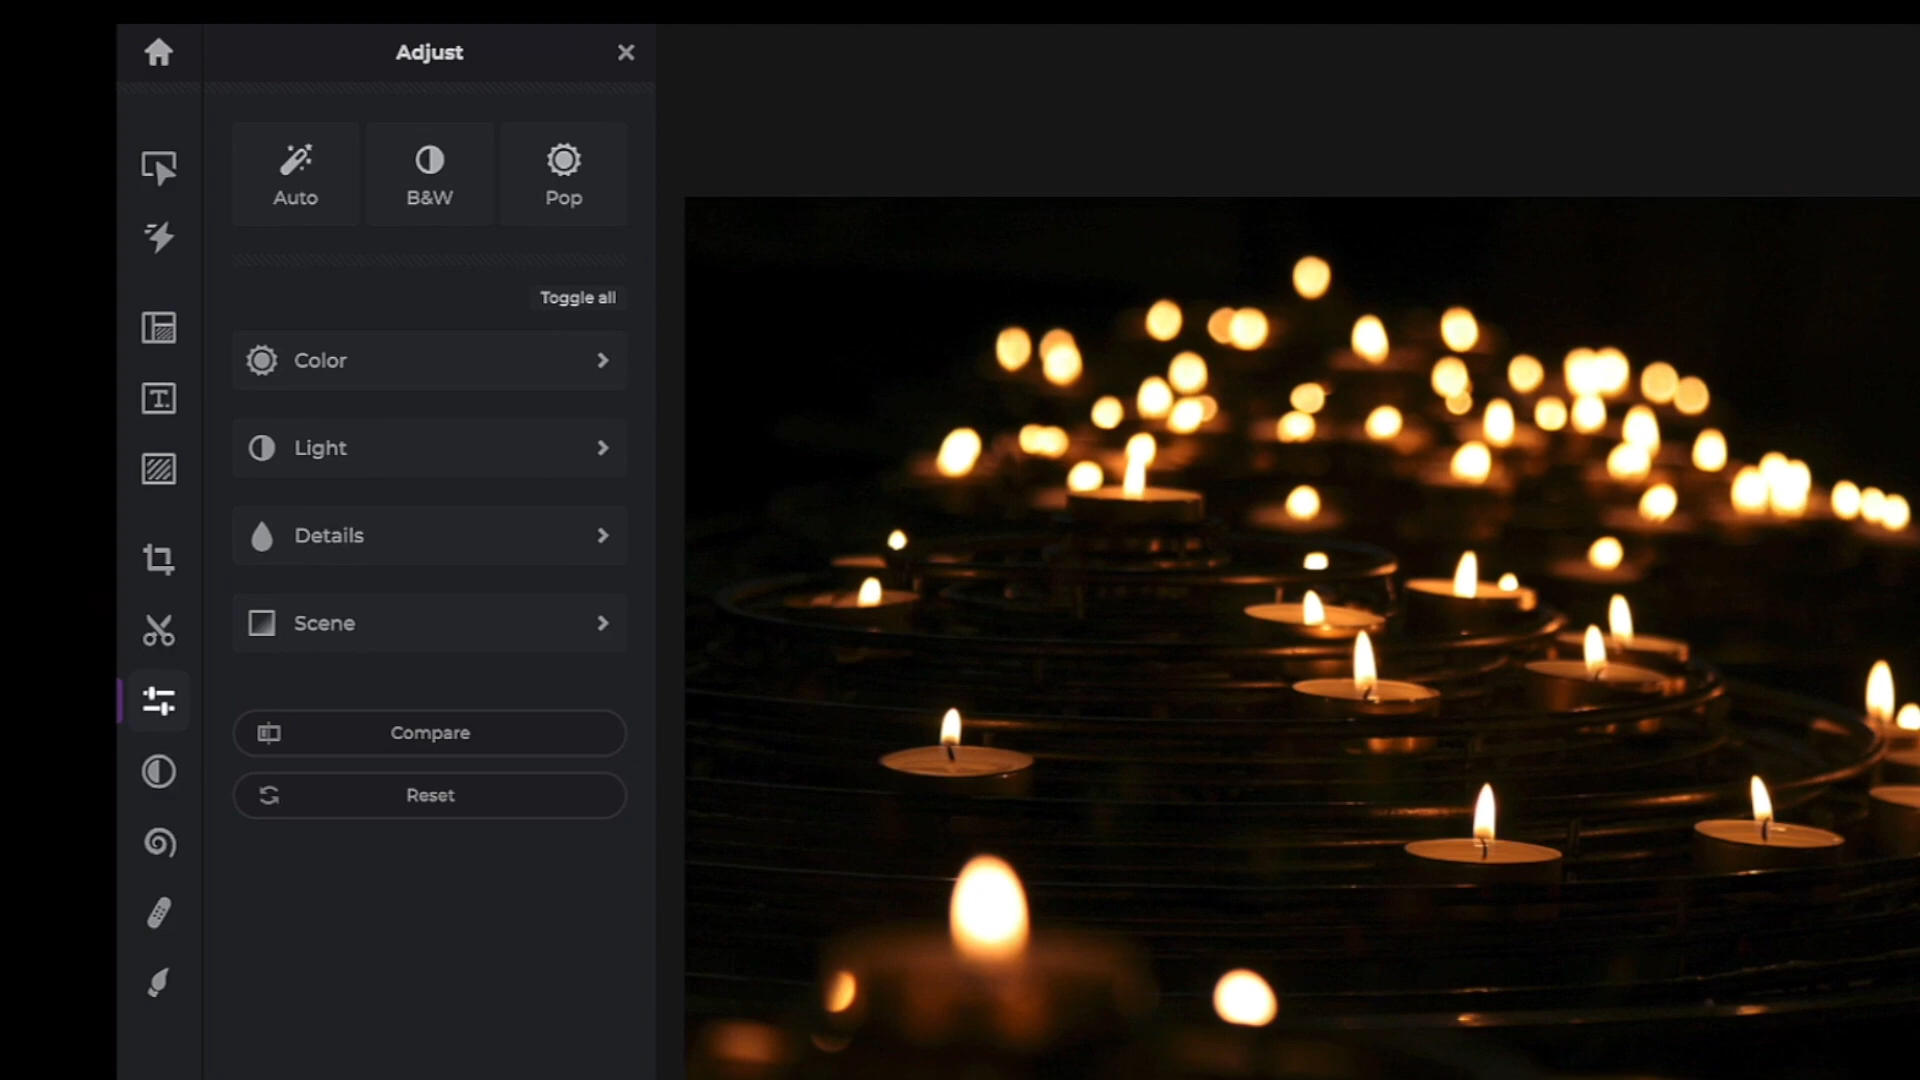 Adjust
Auto
B&W
Pop
Toggle all
Color
Light
Details
Scene
Compare
Reset